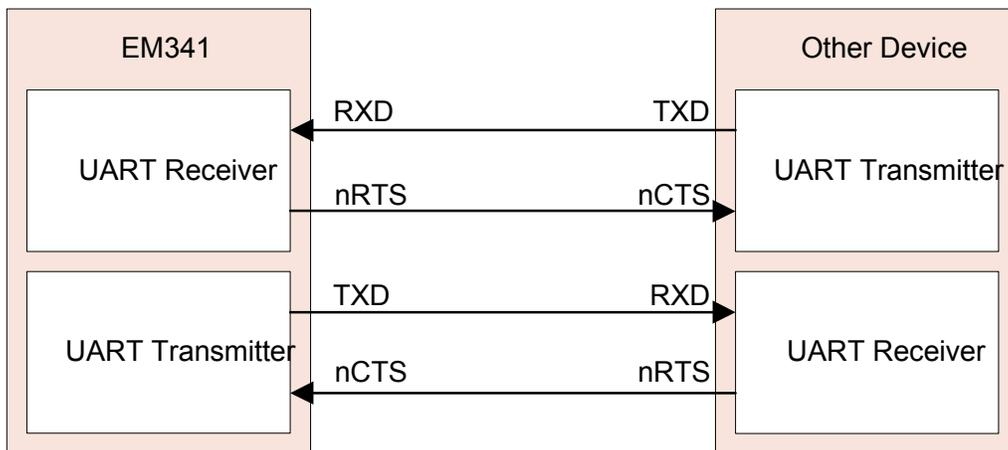 EM341
Other Device
RXD
TXD
UART Receiver
UART Transmitter
nRTS
nCTS
TXD
RXD
UART Transmitter
UART Receiver
nCTS
nRTS